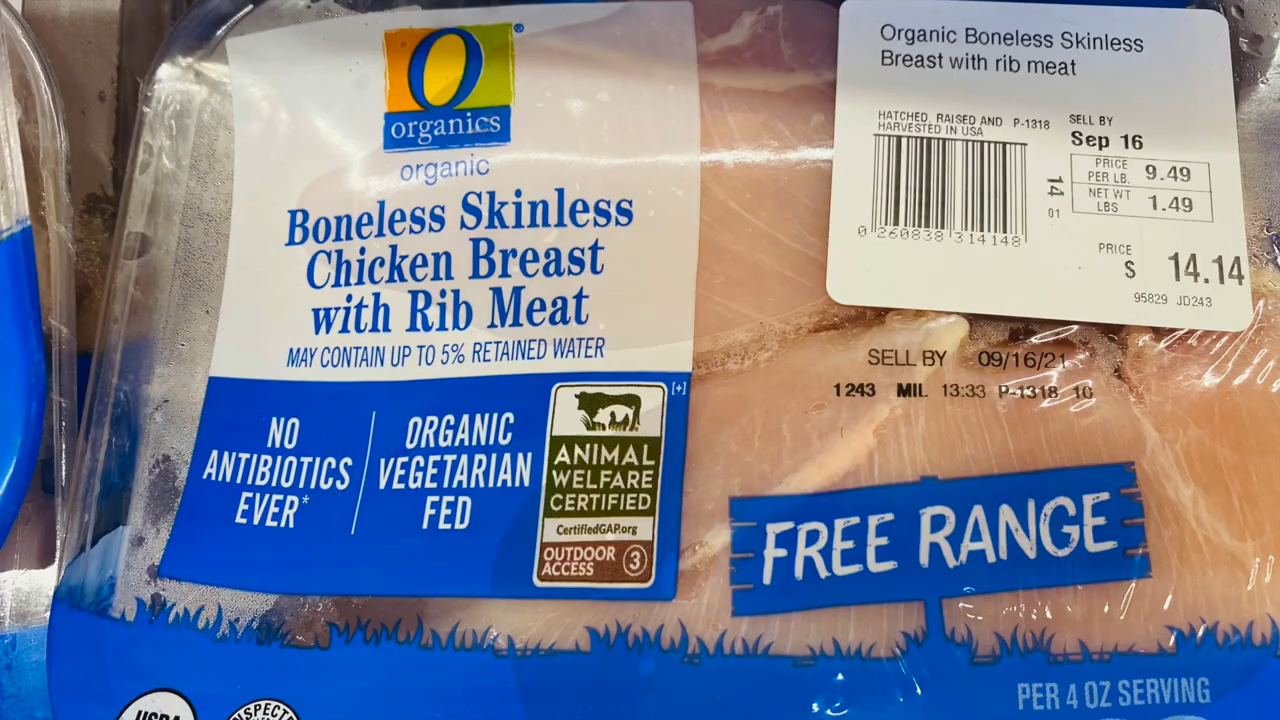 O
organics®
organic
Boneless Skinless
Chicken Breast
with Rib Meat
MAY CONTAIN UP TO 5% RETAINED WATER
NO
ANTIBIOTICS
EVER*
ORGANIC
VEGETARIAN
FED
[+]
ANIMAL
WELFARE
CERTIFIED
CertifiedGAP.org
OUTDOOR
ACCESS 3
Organic Boneless Skinless
Breast with rib meat
HATCHED, RAISED AND P-1318
HARVESTED IN USA
SELL BY
Sep 16
PRICE
PER LB. 9.49
NET WT
LBS 1.49
14
01
0 260838 314148
PRICE
$ 14.14
95829 JD243
SELL BY 09/16/21
1243 MIL 13:33 P-1318 10
FREE RANGE
PER 4 OZ SERVING
USDA